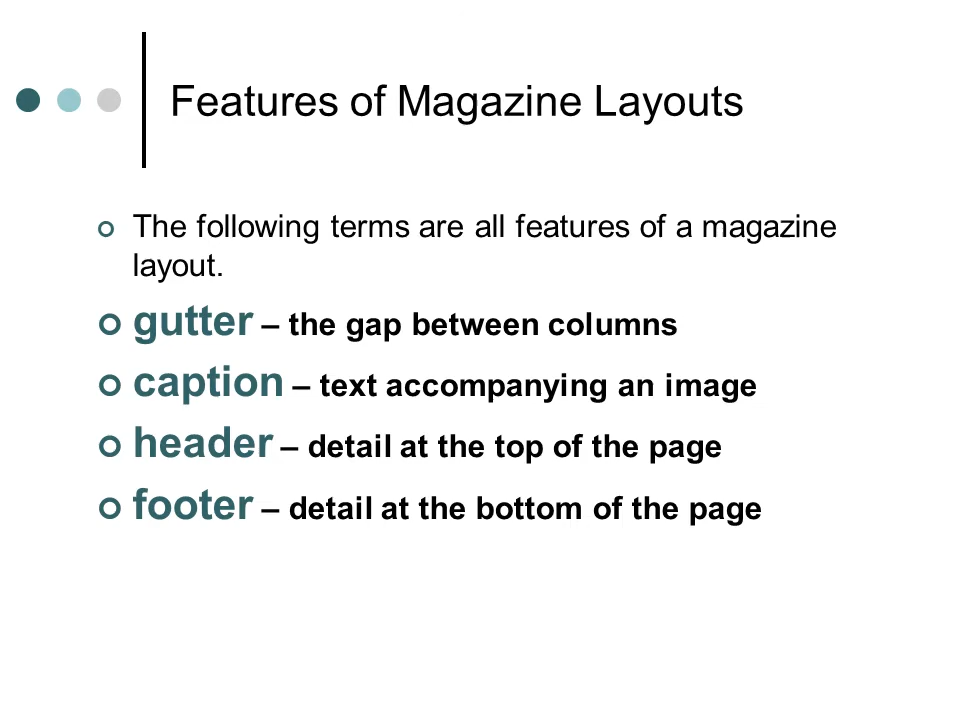 Features of Magazine Layouts
The following terms are all features of a magazine
layout.
gutter – the gap between columns
caption – text accompanying an image
header – detail at the top of the page
footer – detail at the bottom of the page